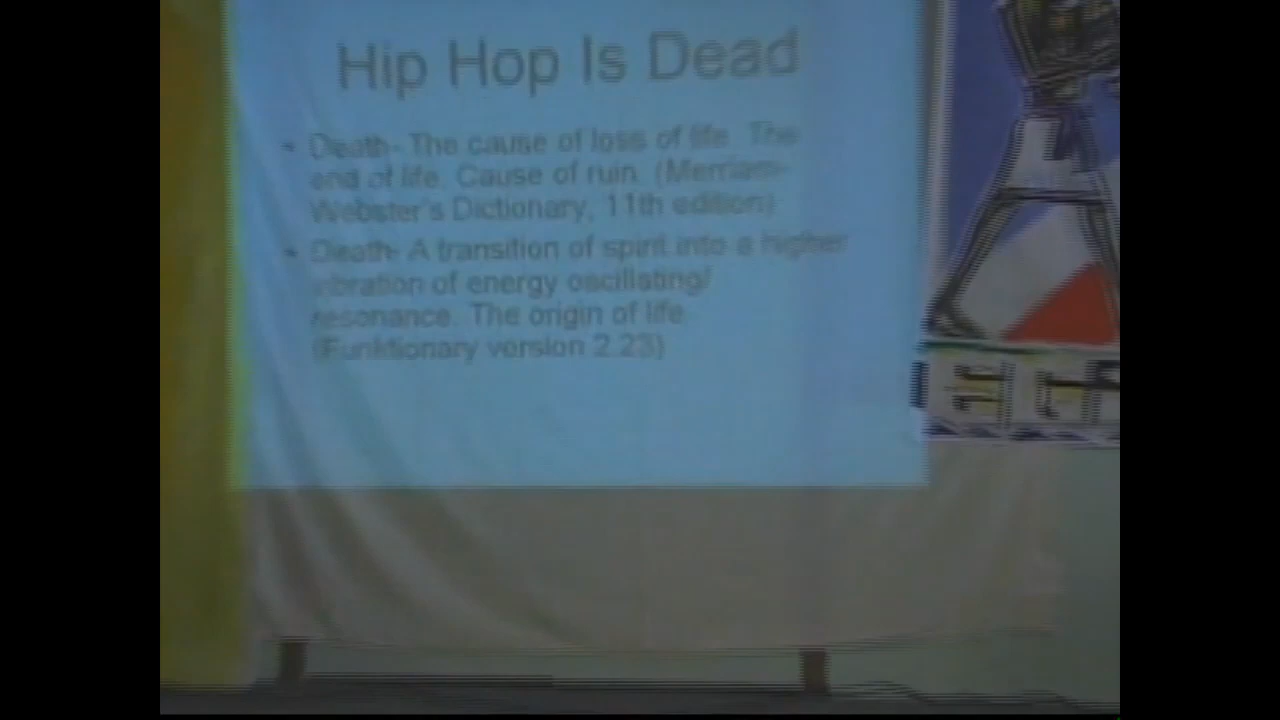 Hip Hop Is Dead
Death- The cause of loss of life. The
end of life. Cause of ruin. (Merriam-
Webster's Dictionary, 11th edition)
Death- A transition of spirit into a higher
vibration of energy oscillating/
resonance. The origin of life.
(Funktionary version 2.23)